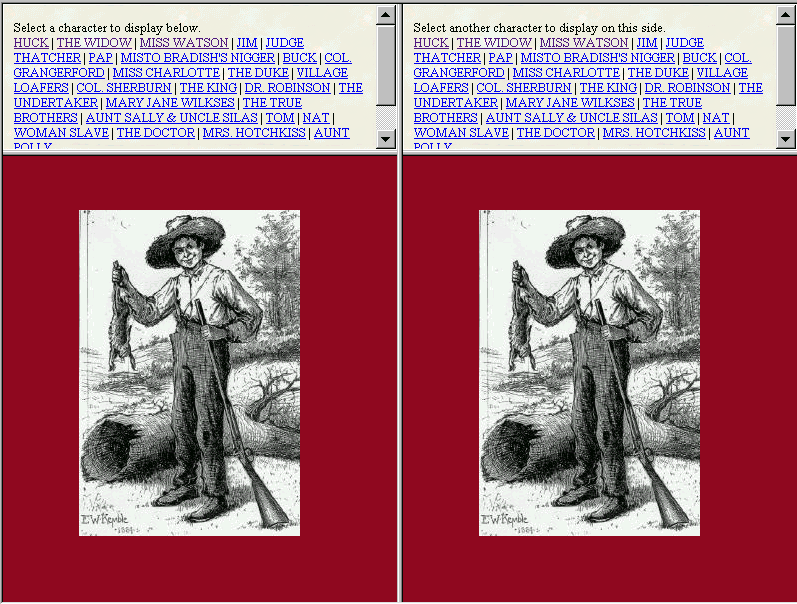 Select a character to display below.
HUCK | THE WIDOW | MISS WATSON | JIM | JUDGE
THATCHER | PAP | MISTO BRADISH'S NIGGER | BUCK | COL.
GRANGERFORD | MISS CHARLOTTE | THE DUKE | VILLAGE
LOAFERS | COL. SHERBURN | THE KING | DR. ROBINSON | THE
UNDERTAKER | MARY JANE WILKSES | THE TRUE
BROTHERS | AUNT SALLY & UNCLE SILAS | TOM | NAT |
WOMAN SLAVE | THE DOCTOR | MRS. HOTCHKISS | AUNT
POLLY
Select another character to display on this side.
HUCK | THE WIDOW | MISS WATSON | JIM | JUDGE
THATCHER | PAP | MISTO BRADISH'S NIGGER | BUCK | COL.
GRANGERFORD | MISS CHARLOTTE | THE DUKE | VILLAGE
LOAFERS | COL. SHERBURN | THE KING | DR. ROBINSON | THE
UNDERTAKER | MARY JANE WILKSES | THE TRUE
BROTHERS | AUNT SALLY & UNCLE SILAS | TOM | NAT |
WOMAN SLAVE | THE DOCTOR | MRS. HOTCHKISS | AUNT
POLLY
E.W. Kemble
-1884-
E.W. Kemble
-1884-